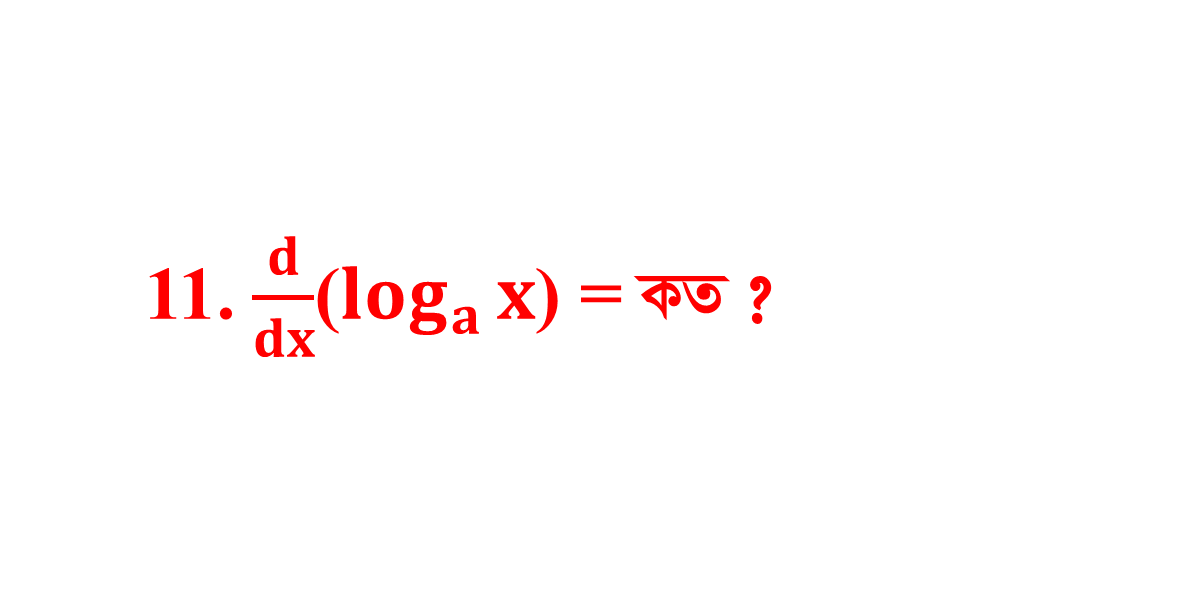 11. d/dx(logₐ x) = কত ?